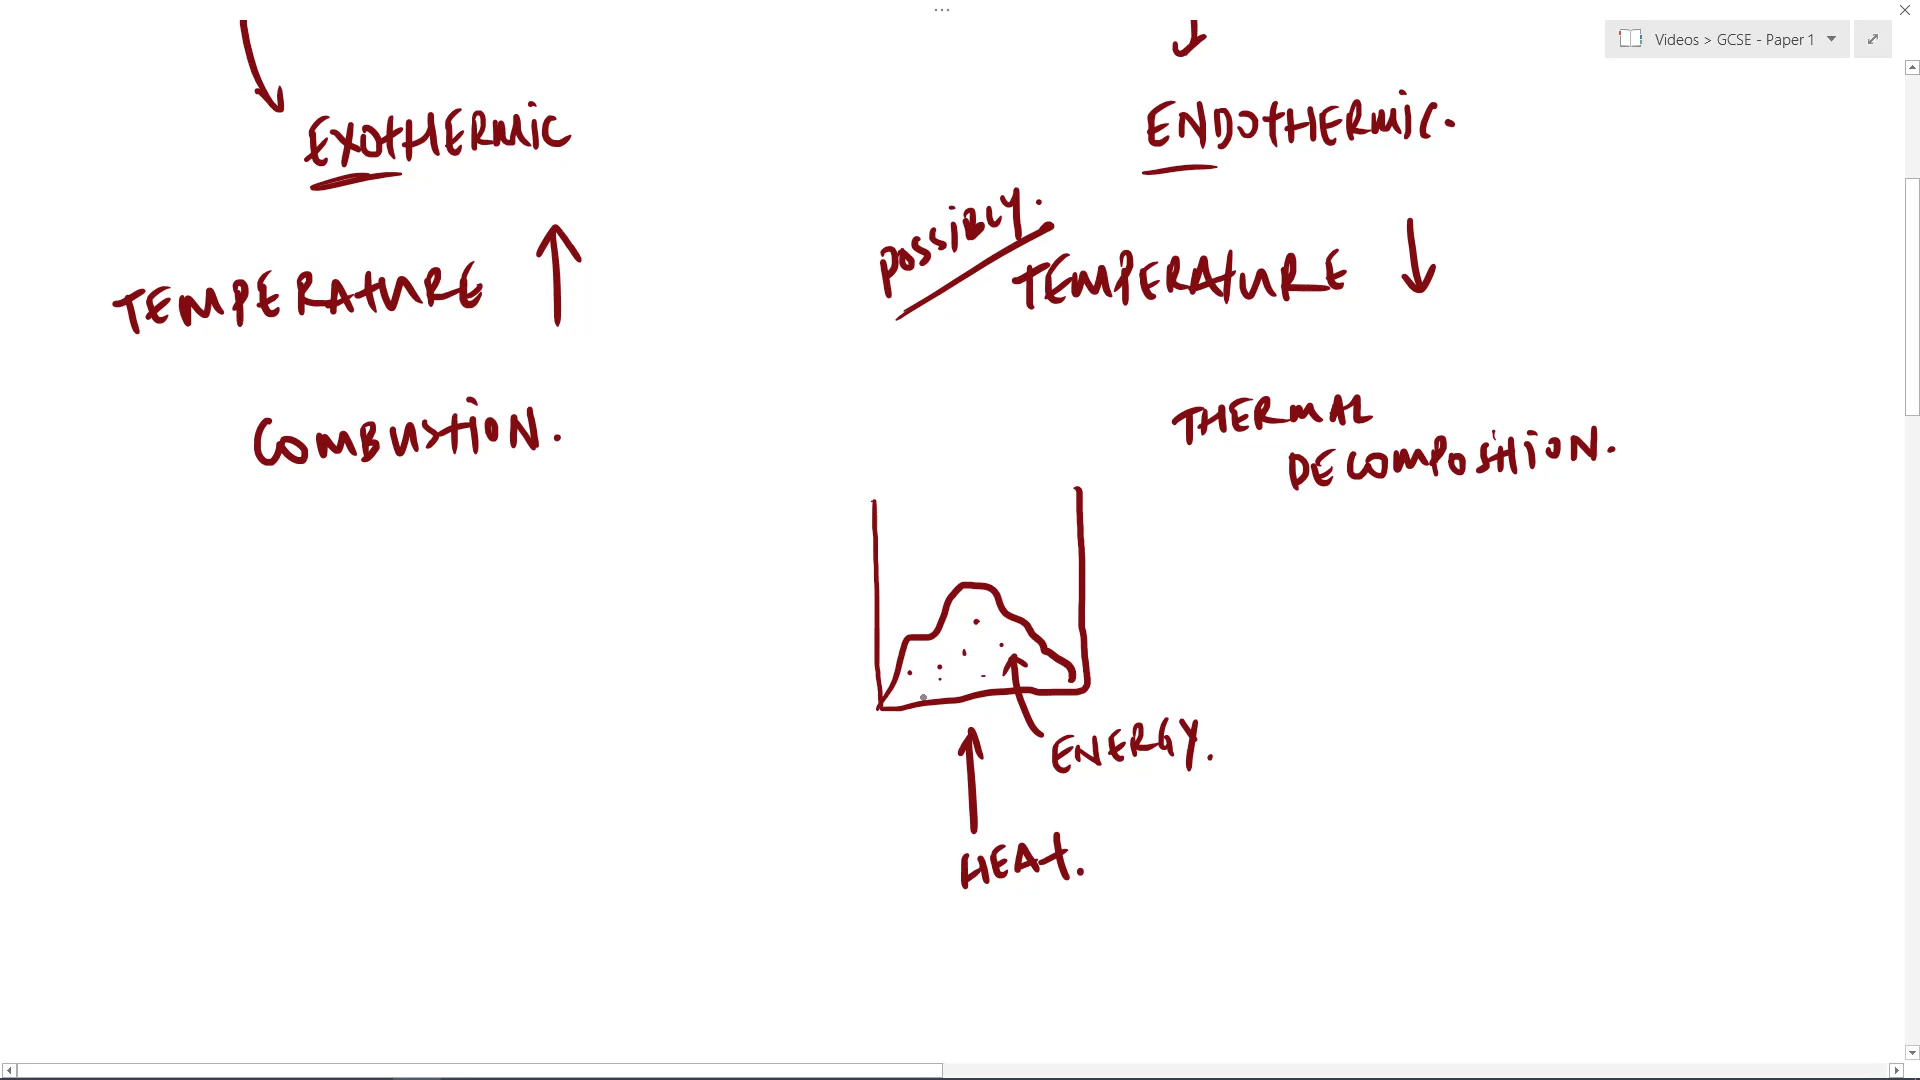 Videos > GCSE - Paper 1
EXOTHERMIC
ENDOTHERMIC.
POSSIBLY.
TEMPERATURE
TEMPERATURE
COMBUSTION.
THERMAL
DECOMPOSITION.
ENERGY.
HEAT.